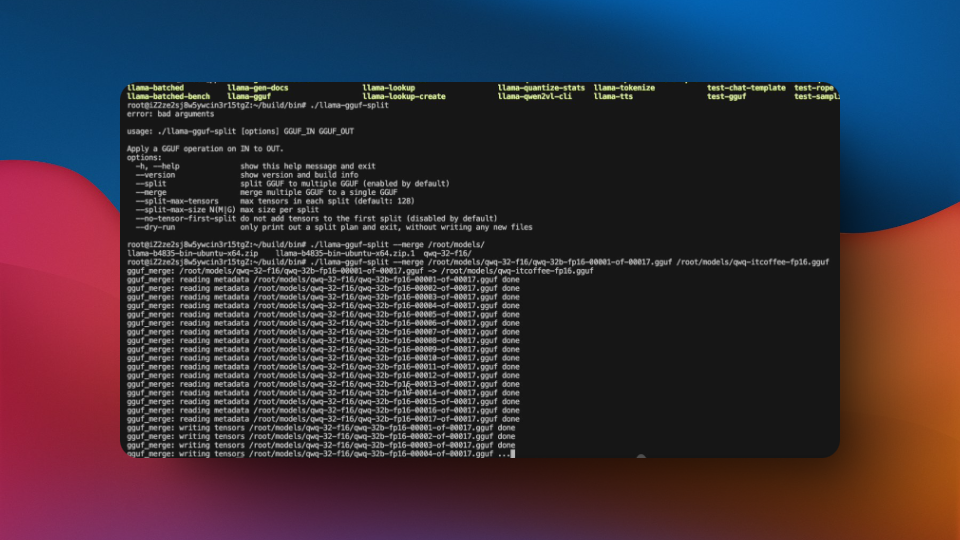 llama-batched llama-gen-docs llama-lookup llama-quantize-stats llama-tokenize test-chat-template test-rope
llama-batched-bench llama-gguf llama-lookup-create llama-qwen2vl-cli llama-tts test-gguf test-sampl
root@iZ2ze2sj8w5ywcin3r15tgZ:~/build/bin# ./llama-gguf-split
error: bad arguments
usage: ./llama-gguf-split [options] GGUF_IN GGUF_OUT
Apply a GGUF operation on IN to OUT.
options:
-h, --help show this help message and exit
--version show version and build info
--split split GGUF to multiple GGUF (enabled by default)
--merge merge multiple GGUF to a single GGUF
--split-max-tensors max tensors in each split (default: 128)
--split-max-size N(M|G) max size per split
--no-tensor-first-split do not add tensors to the first split (disabled by default)
--dry-run only print out a split plan and exit, without writing any new files
root@iZ2ze2sj8w5ywcin3r15tgZ:~/build/bin# ./llama-gguf-split --merge /root/models/
llama-b4835-bin-ubuntu-x64.zip llama-b4835-bin-ubuntu-x64.zip.1 qwq-32-f16/
root@iZ2ze2sj8w5ywcin3r15tgZ:~/build/bin# ./llama-gguf-split --merge /root/models/qwq-32-f16/qwq-32b-fp16-00001-of-00017.gguf /root/models/qwq-itcoffee-fp16.gguf
gguf_merge: /root/models/qwq-32-f16/qwq-32b-fp16-00001-of-00017.gguf -> /root/models/qwq-itcoffee-fp16.gguf
gguf_merge: reading metadata /root/models/qwq-32-f16/qwq-32b-fp16-00001-of-00017.gguf done
gguf_merge: reading metadata /root/models/qwq-32-f16/qwq-32b-fp16-00002-of-00017.gguf done
gguf_merge: reading metadata /root/models/qwq-32-f16/qwq-32b-fp16-00003-of-00017.gguf done
gguf_merge: reading metadata /root/models/qwq-32-f16/qwq-32b-fp16-00004-of-00017.gguf done
gguf_merge: reading metadata /root/models/qwq-32-f16/qwq-32b-fp16-00005-of-00017.gguf done
gguf_merge: reading metadata /root/models/qwq-32-f16/qwq-32b-fp16-00006-of-00017.gguf done
gguf_merge: reading metadata /root/models/qwq-32-f16/qwq-32b-fp16-00007-of-00017.gguf done
gguf_merge: reading metadata /root/models/qwq-32-f16/qwq-32b-fp16-00008-of-00017.gguf done
gguf_merge: reading metadata /root/models/qwq-32-f16/qwq-32b-fp16-00009-of-00017.gguf done
gguf_merge: reading metadata /root/models/qwq-32-f16/qwq-32b-fp16-00010-of-00017.gguf done
gguf_merge: reading metadata /root/models/qwq-32-f16/qwq-32b-fp16-00011-of-00017.gguf done
gguf_merge: reading metadata /root/models/qwq-32-f16/qwq-32b-fp16-00012-of-00017.gguf done
gguf_merge: reading metadata /root/models/qwq-32-f16/qwq-32b-fp16-00013-of-00017.gguf done
gguf_merge: reading metadata /root/models/qwq-32-f16/qwq-32b-fp16-00014-of-00017.gguf done
gguf_merge: reading metadata /root/models/qwq-32-f16/qwq-32b-fp16-00015-of-00017.gguf done
gguf_merge: reading metadata /root/models/qwq-32-f16/qwq-32b-fp16-00016-of-00017.gguf done
gguf_merge: reading metadata /root/models/qwq-32-f16/qwq-32b-fp16-00017-of-00017.gguf done
gguf_merge: writing tensors /root/models/qwq-32-f16/qwq-32b-fp16-00001-of-00017.gguf done
gguf_merge: writing tensors /root/models/qwq-32-f16/qwq-32b-fp16-00002-of-00017.gguf done
gguf_merge: writing tensors /root/models/qwq-32-f16/qwq-32b-fp16-00003-of-00017.gguf done
gguf_merge: writing tensors /root/models/qwq-32-f16/qwq-32b-fp16-00004-of-00017.gguf ...